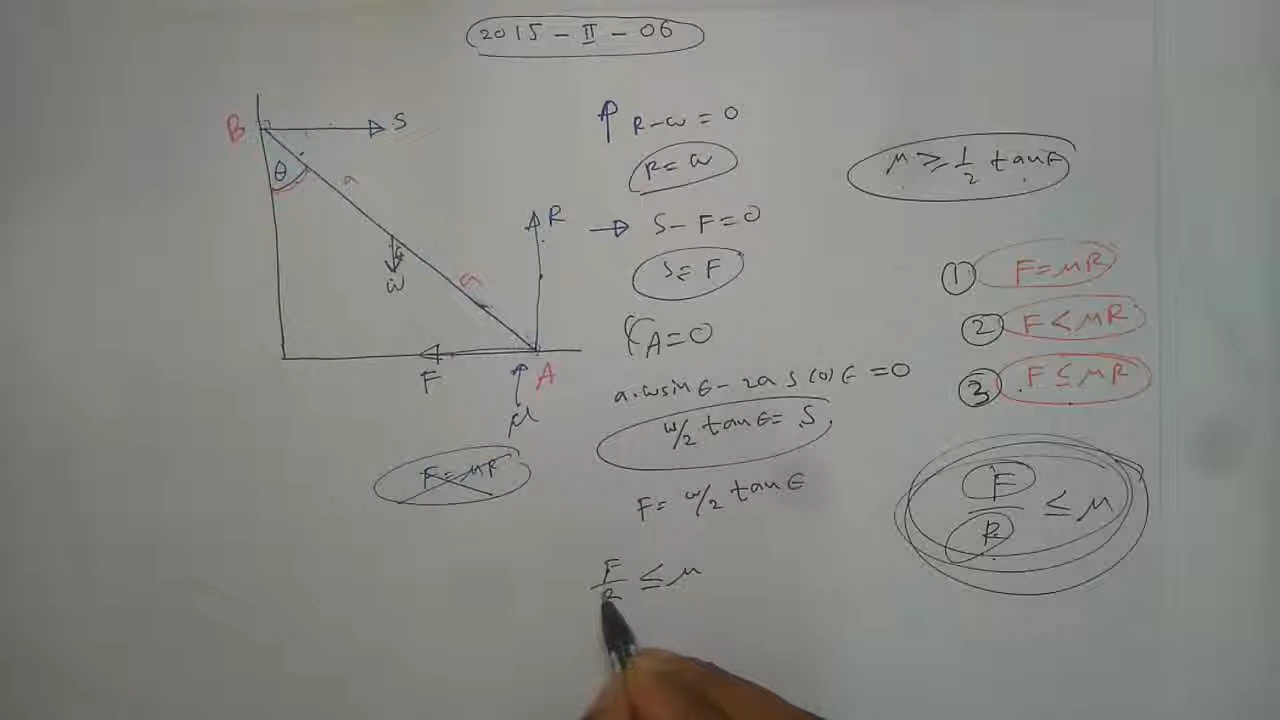 2015 - II - 06
B
θ
S
a
a
w
R
F
A
μ
F = μR
↑ R - w = 0
R = w
→ S - F = 0
S = F
A = 0
a.w sin θ - 2a S cos θ = 0
w/2 tan θ = S
F = w/2 tan θ
F/R ≤ μ
μ ≥ 1/2 tan θ
① F = μR
② F < μR
③ F ≤ μR
F/R ≤ μ